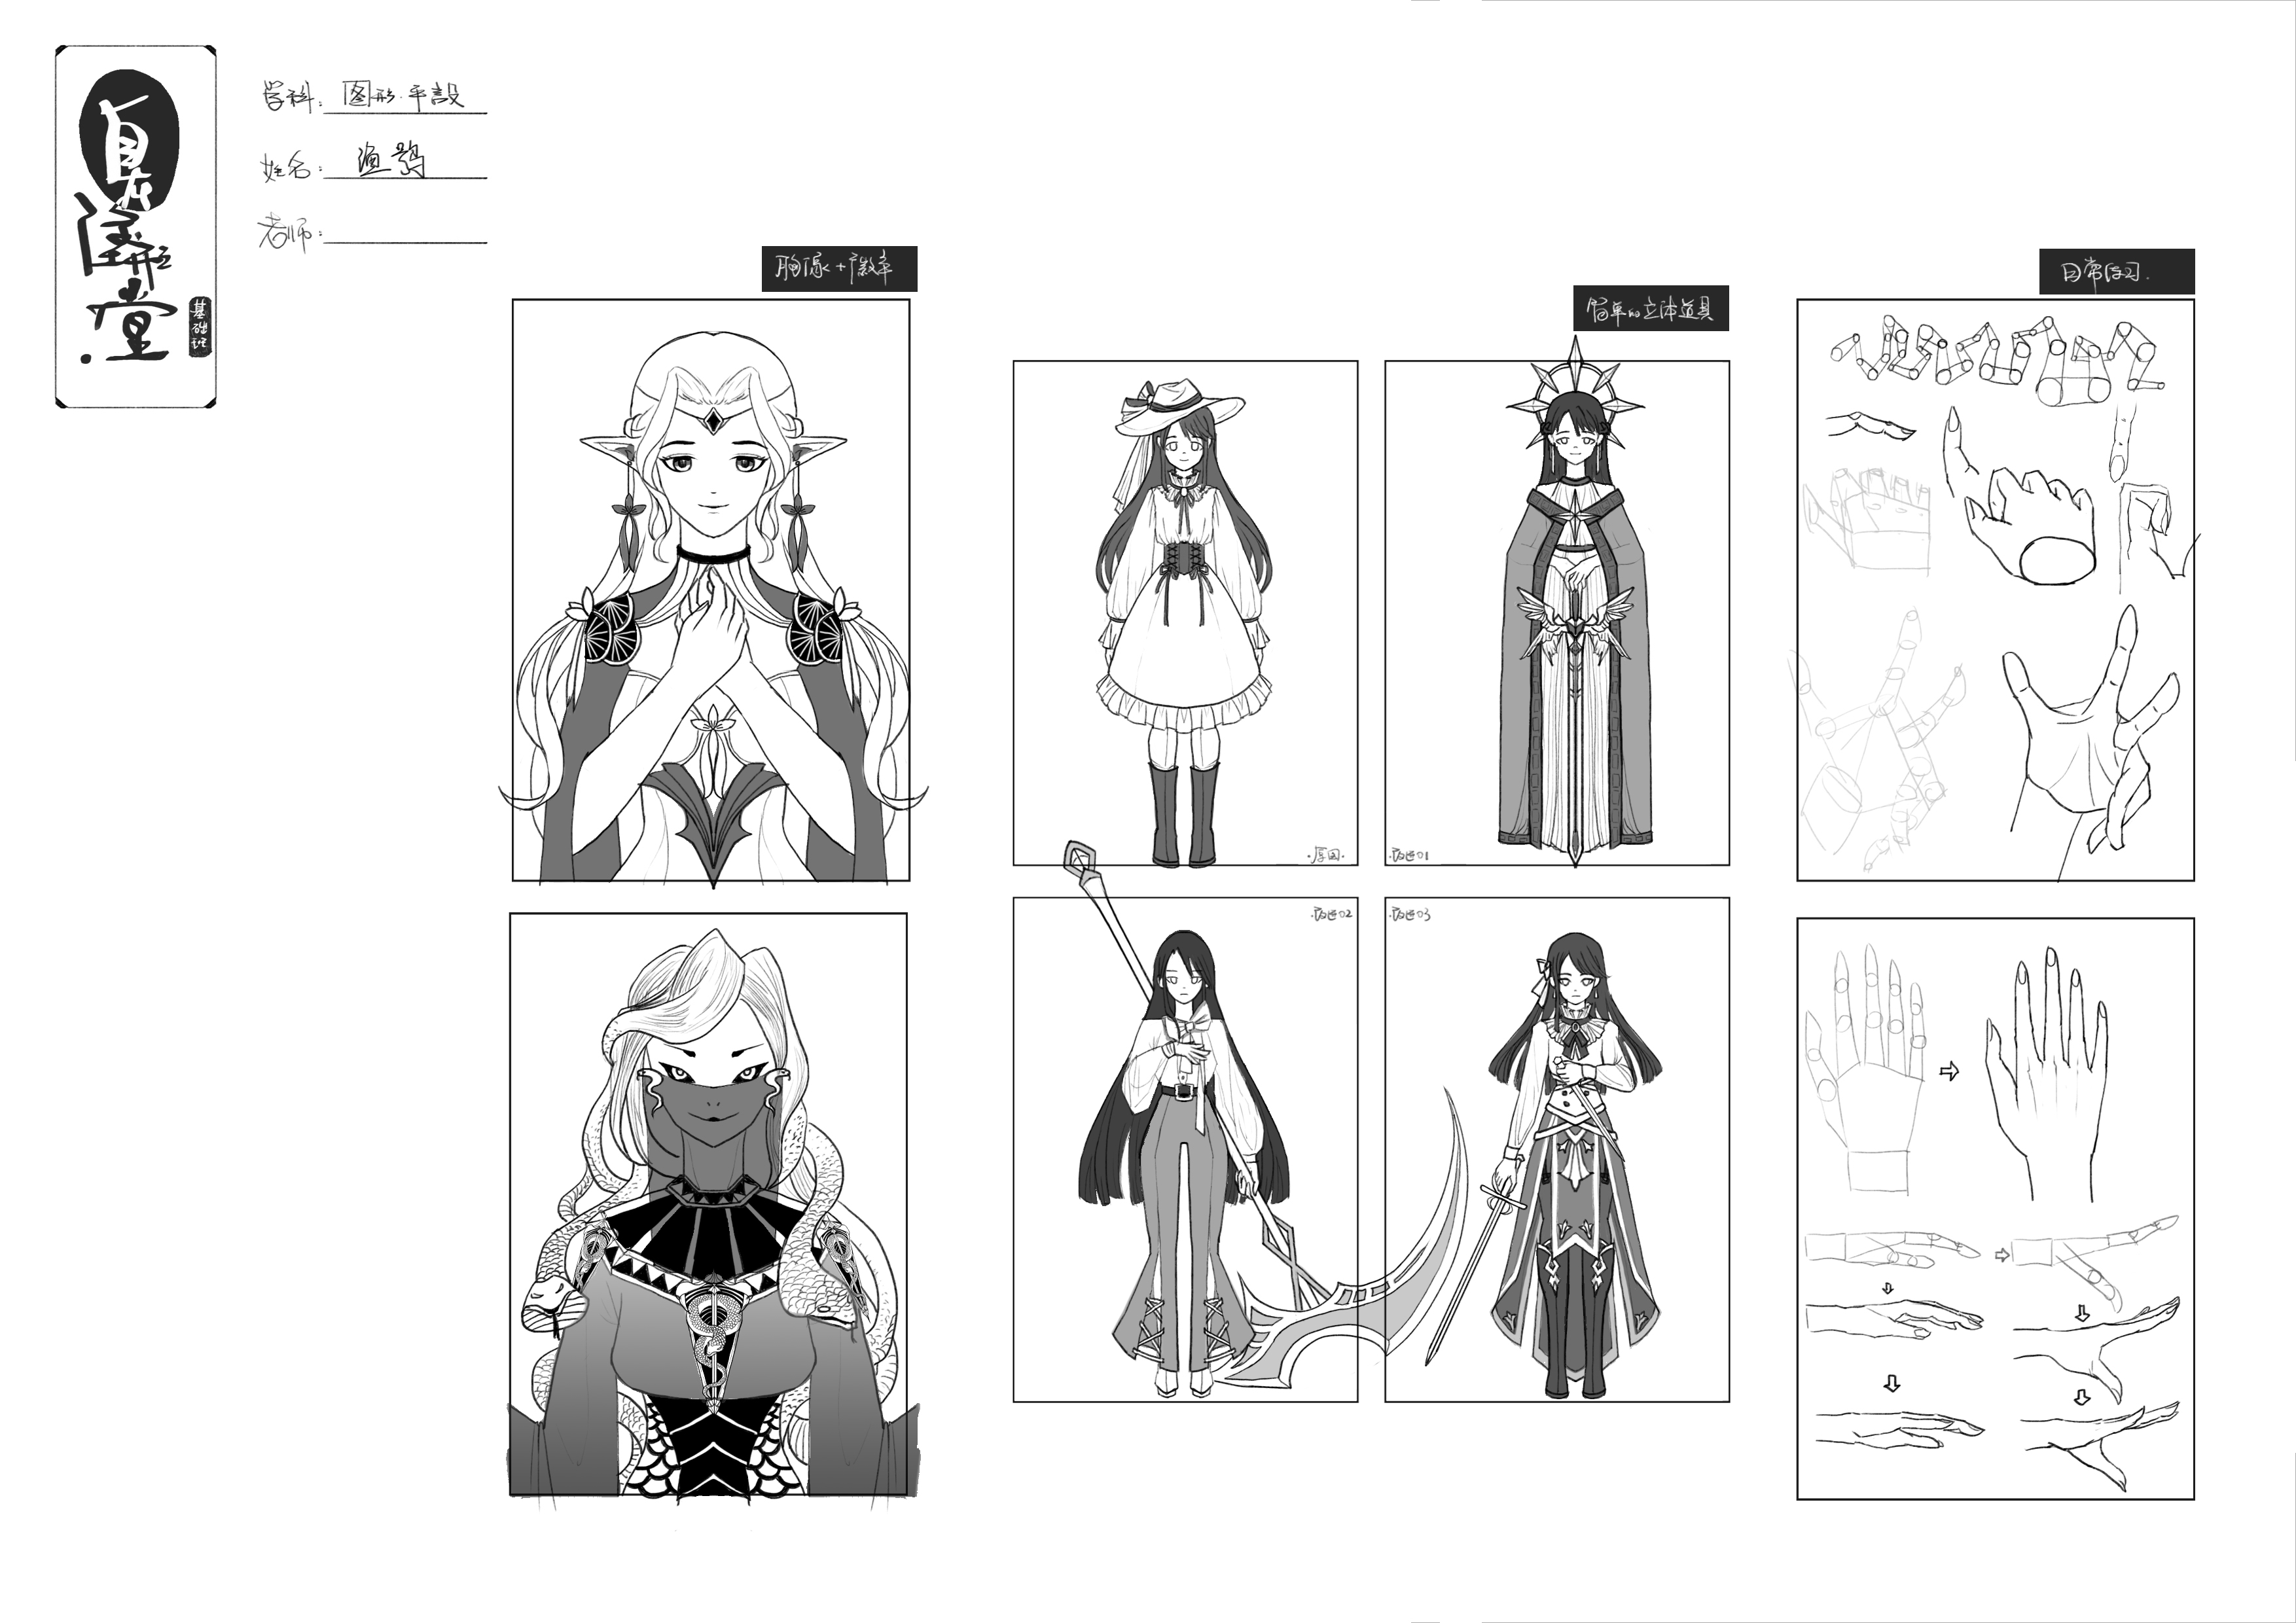 基础班
学科：图形·平設
姓名：渔鸮
老师：
胸像+徽章
简单的立体道具
日常练习.
·原图·
·改造01
·改造02
·改造03